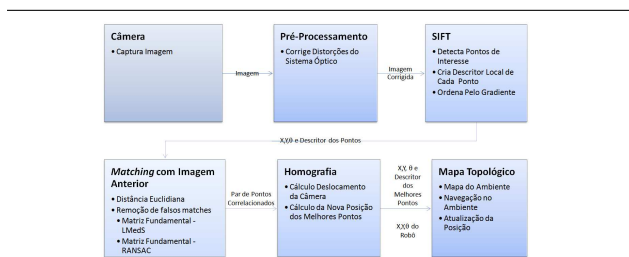 Câmera
• Captura Imagem
Imagem
Pré-Processamento
• Corrige Distorções do
Sistema Óptico
Imagem
Corrigida
SIFT
• Detecta Pontos de
Interesse
• Cria Descritor Local de
Cada Ponto
• Ordena Pelo Gradiente
X,Y,θ e Descritor dos Pontos
Matching com Imagem
Anterior
• Distância Euclidiana
• Remoção de falsos matches
• Matriz Fundamental -
LMedS
• Matriz Fundamental -
RANSAC
Par de Pontos
Correlacionados
Homografia
• Cálculo Deslocamento da
Câmera
• Cálculo da Nova Posição
dos Melhores Pontos
X,Y, θ e
Descritor
dos
Melhores
Pontos
X,Y,θ do
Robô
Mapa Topológico
• Mapa do Ambiente
• Navegação no
Ambiente
• Atualização da
Posição